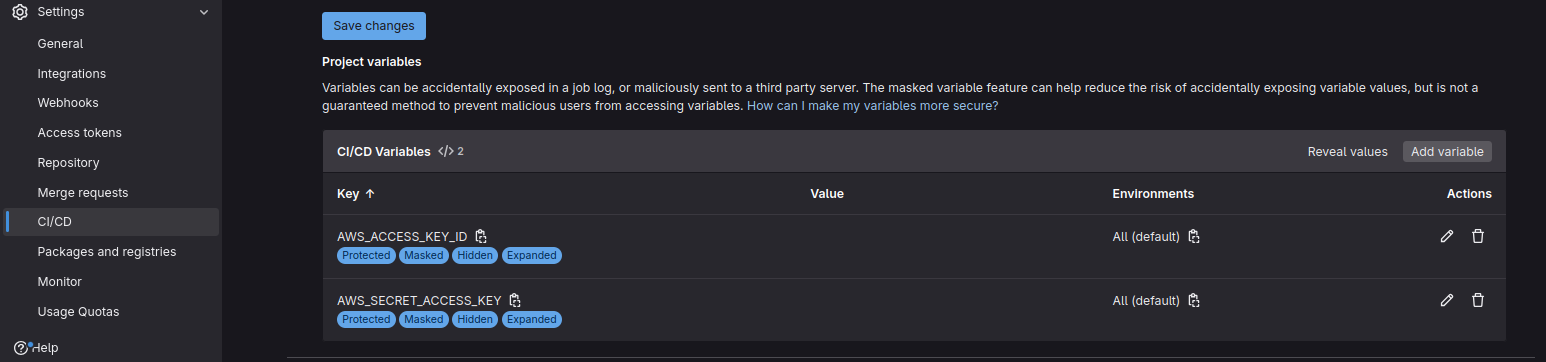 Settings
General
Integrations
Webhooks
Access tokens
Repository
Merge requests
CI/CD
Packages and registries
Monitor
Usage Quotas
Help
Save changes
Project variables
Variables can be accidentally exposed in a job log, or maliciously sent to a third party server. The masked variable feature can help reduce the risk of accidentally exposing variable values, but is not a
guaranteed method to prevent malicious users from accessing variables. How can I make my variables more secure?
CI/CD Variables </> 2 Reveal values Add variable
Key ↑ Value Environments Actions
AWS_ACCESS_KEY_ID All (default)
Protected Masked Hidden Expanded
AWS_SECRET_ACCESS_KEY All (default)
Protected Masked Hidden Expanded